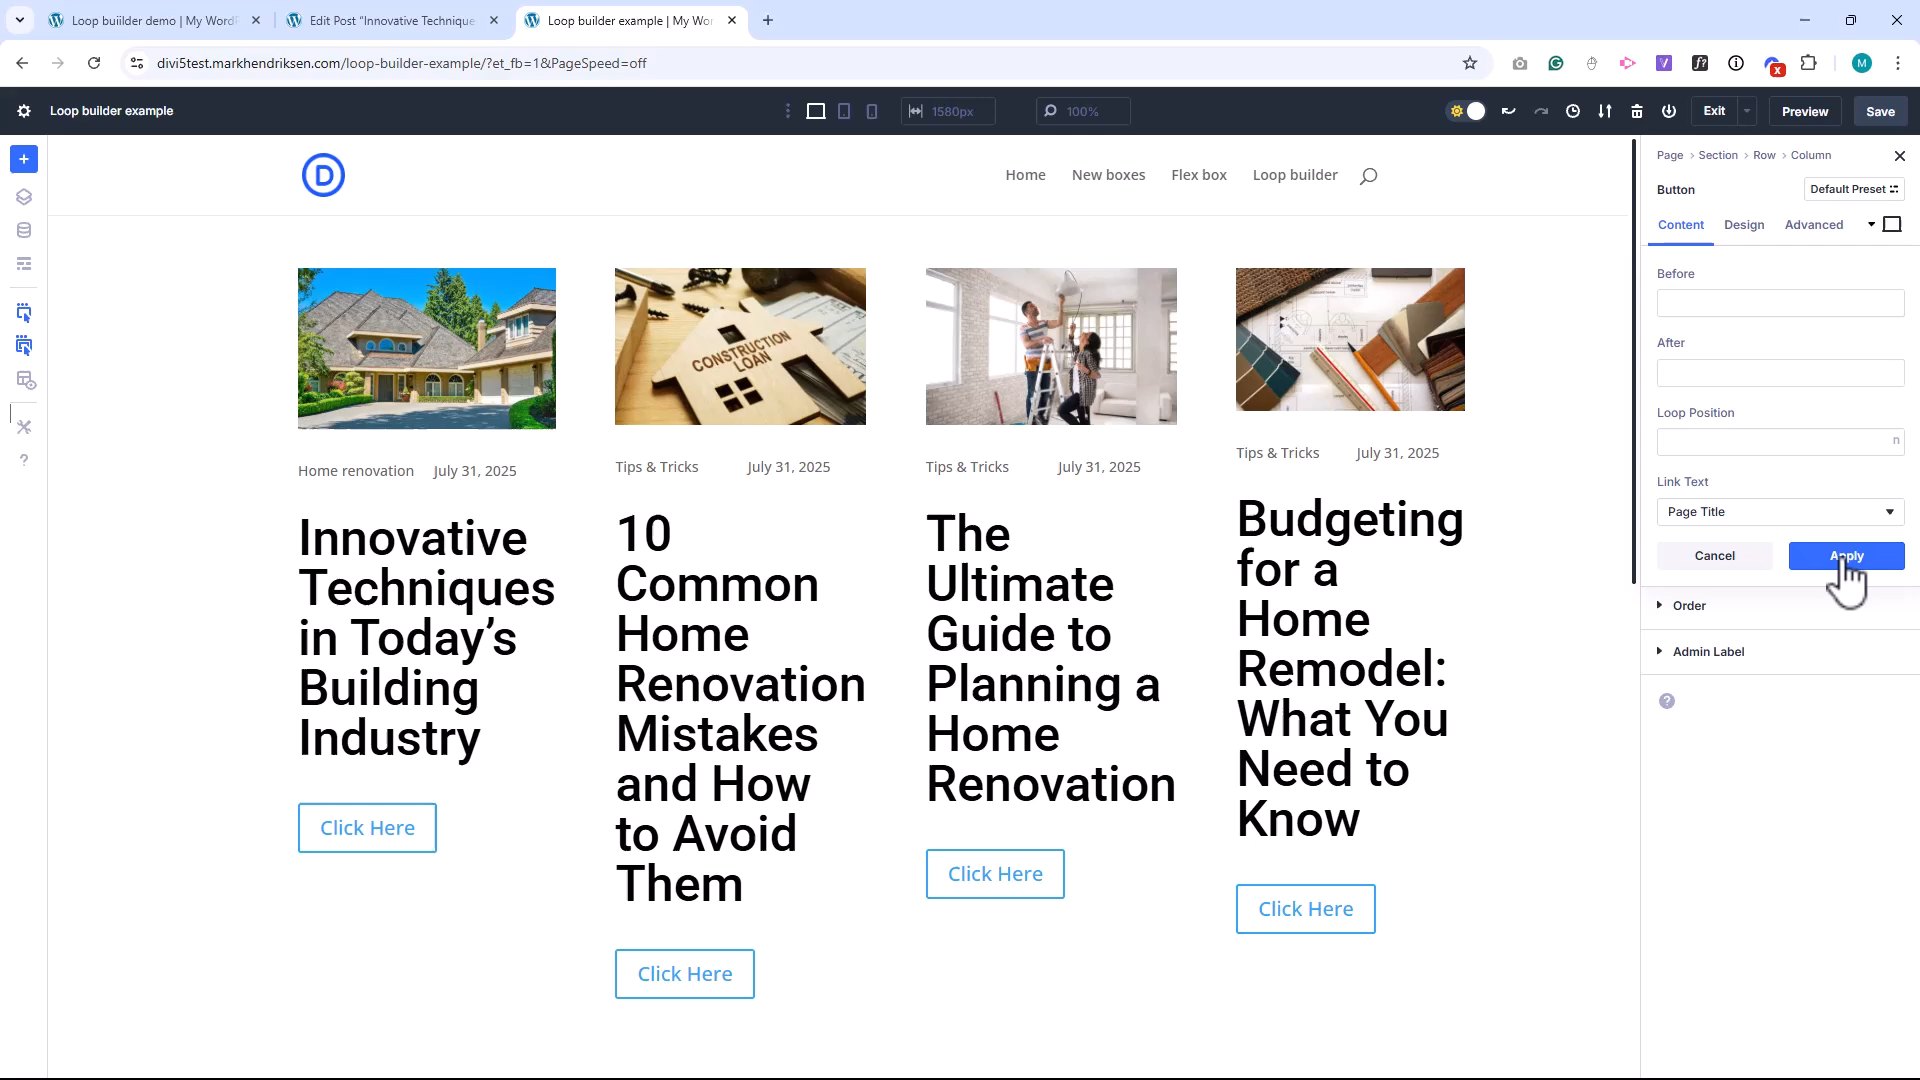 Loop buiilder demo | My WordP
Edit Post “Innovative Technique
Loop builder example | My Wor
divi5test.markhendriksen.com/loop-builder-example/?et_fb=1&PageSpeed=off
M
Loop builder example
1580px
100%
Exit
Preview
Save
D
Home
New boxes
Flex box
Loop builder
CONSTRUCTION
LOAN
Home renovation
July 31, 2025
Innovative
Techniques
in Today’s
Building
Industry
Click Here
Tips & Tricks
July 31, 2025
10
Common
Home
Renovation
Mistakes
and How
to Avoid
Them
Click Here
Tips & Tricks
July 31, 2025
The
Ultimate
Guide to
Planning a
Home
Renovation
Click Here
Tips & Tricks
July 31, 2025
Budgeting
for a
Home
Remodel:
What You
Need to
Know
Click Here
Page > Section > Row > Column
Button
Default Preset
Content
Design
Advanced
Before
After
Loop Position
n
Link Text
Page Title
Cancel
Apply
Order
Admin Label